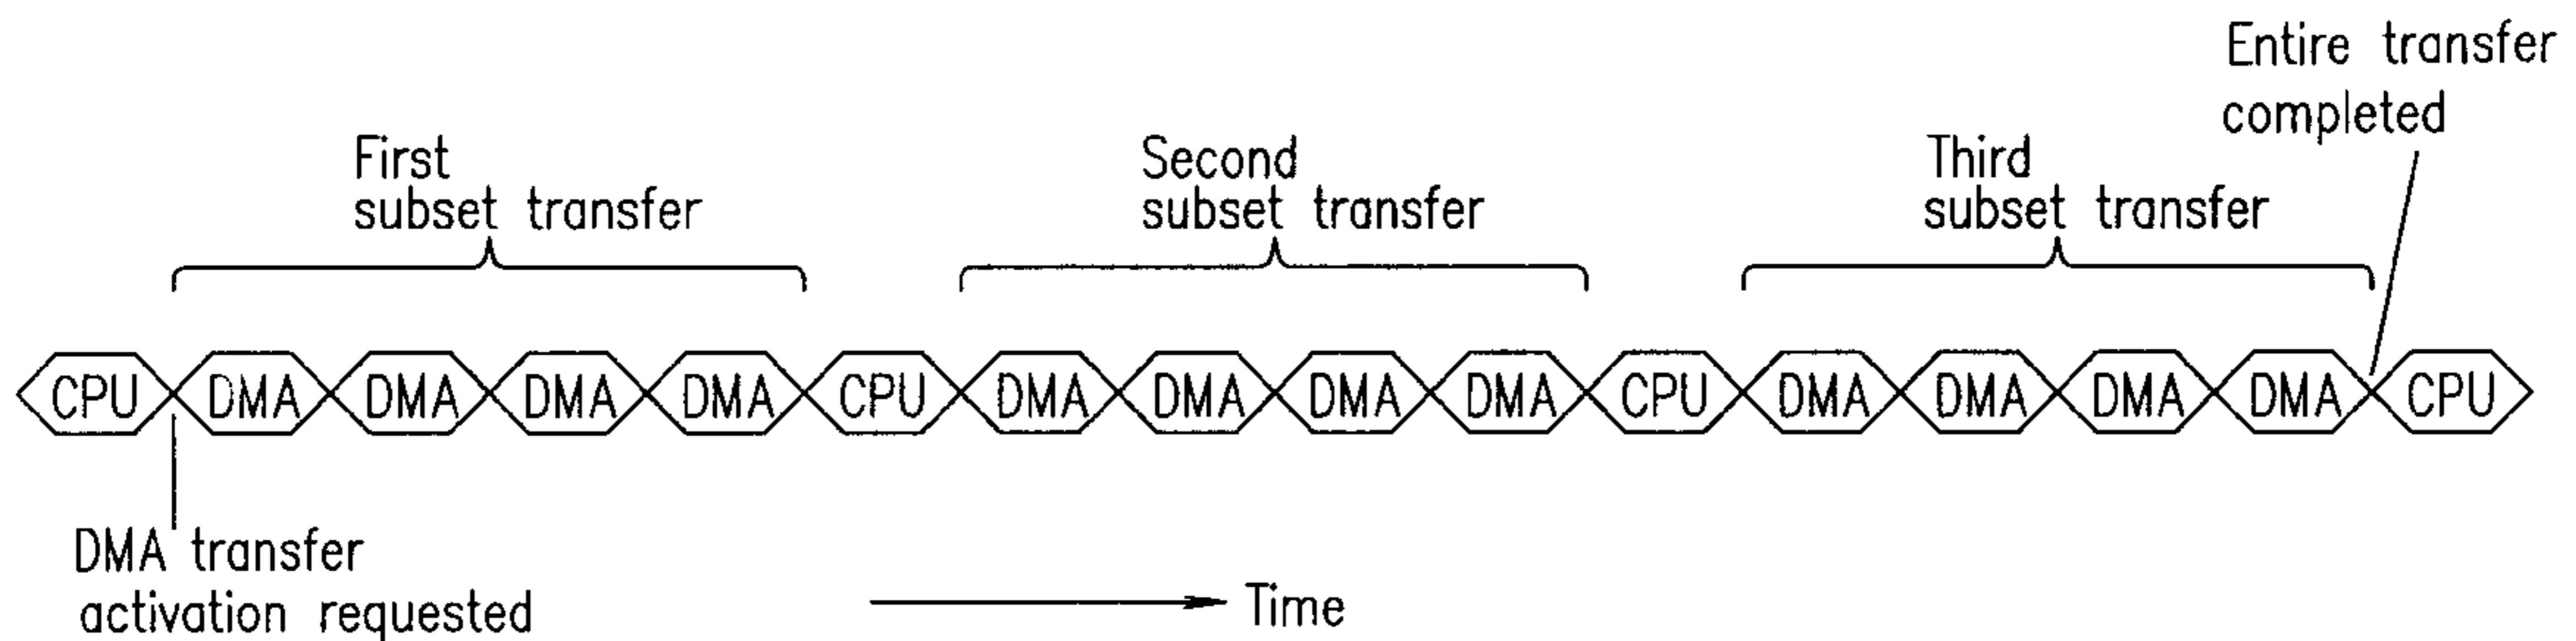 Entire transfer
completed
First
subset transfer
Second
subset transfer
Third
subset transfer
CPU DMA DMA DMA DMA CPU DMA DMA DMA DMA CPU DMA DMA DMA DMA CPU
DMA transfer
activation requested
Time